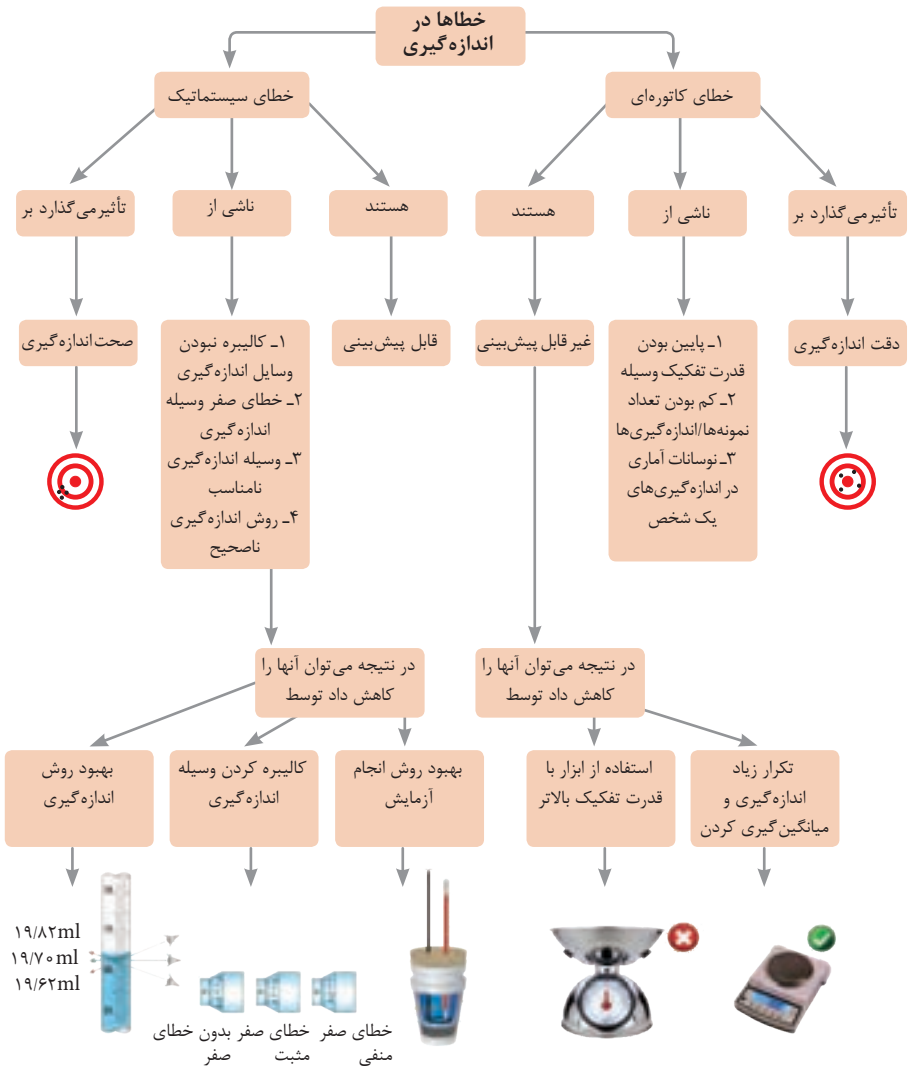 خطاها در
اندازه‌گیری
خطای کاتوره‌ای
خطای سیستماتیک
تأثیرمی‌گذارد بر
ناشی از
هستند
هستند
ناشی از
تأثیرمی‌گذارد بر
دقت اندازه‌گیری
۱ـ پایین بودن
قدرت تفکیک وسیله
۲ـ کم بودن تعداد
نمونه‌ها/اندازه‌گیری‌ها
۳ـ نوسانات آماری
در اندازه‌گیری‌های
یک شخص
غیر قابل پیش‌بینی
قابل پیش‌بینی
۱ـ کالیبره نبودن
وسایل اندازه‌گیری
۲ـ خطای صفر وسیله
اندازه‌گیری
۳ـ وسیله اندازه‌گیری
نامناسب
۴ـ روش اندازه‌گیری
ناصحیح
صحت‌اندازه‌گیری
در نتیجه می‌توان آنها را
کاهش داد توسط
در نتیجه می‌توان آنها را
کاهش داد توسط
تکرار زیاد
اندازه‌گیری و
میانگین‌گیری کردن
استفاده از ابزار با
قدرت تفکیک بالاتر
بهبود روش انجام
آزمایش
کالیبره کردن وسیله
اندازه‌گیری
بهبود روش
اندازه‌گیری
۱۹/۸۲ml
۱۹/۷۰ml
۱۹/۶۲ml
خطای صفر
منفی
خطای صفر
مثبت
بدون خطای
صفر